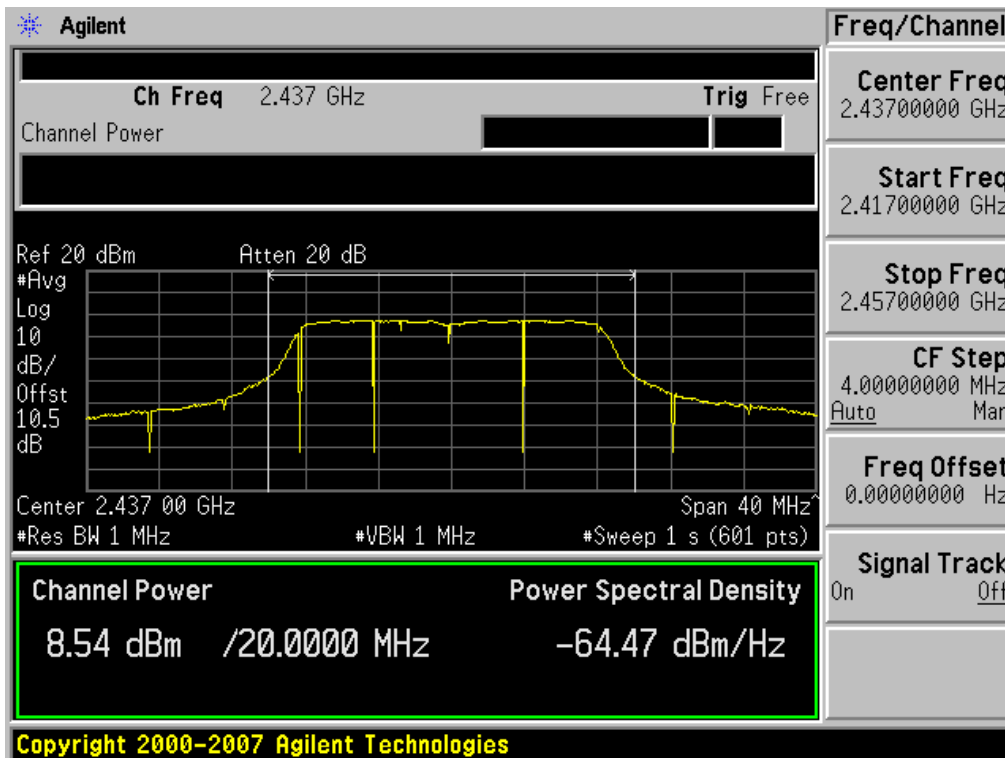 Agilent
Freq/Channel
Ch Freq 2.437 GHz Trig Free
Channel Power
Center Freq
2.43700000 GHz
Start Freq
2.41700000 GHz
Stop Freq
2.45700000 GHz
CF Step
4.00000000 MHz
Auto Man
Freq Offset
0.00000000 Hz
Signal Track
On Off
Ref 20 dBm Atten 20 dB
#Avg
Log
10
dB/
Offst
10.5
dB
Center 2.437 00 GHz Span 40 MHz^
#Res BW 1 MHz #VBW 1 MHz #Sweep 1 s (601 pts)
Channel Power Power Spectral Density
8.54 dBm /20.0000 MHz -64.47 dBm/Hz
Copyright 2000-2007 Agilent Technologies